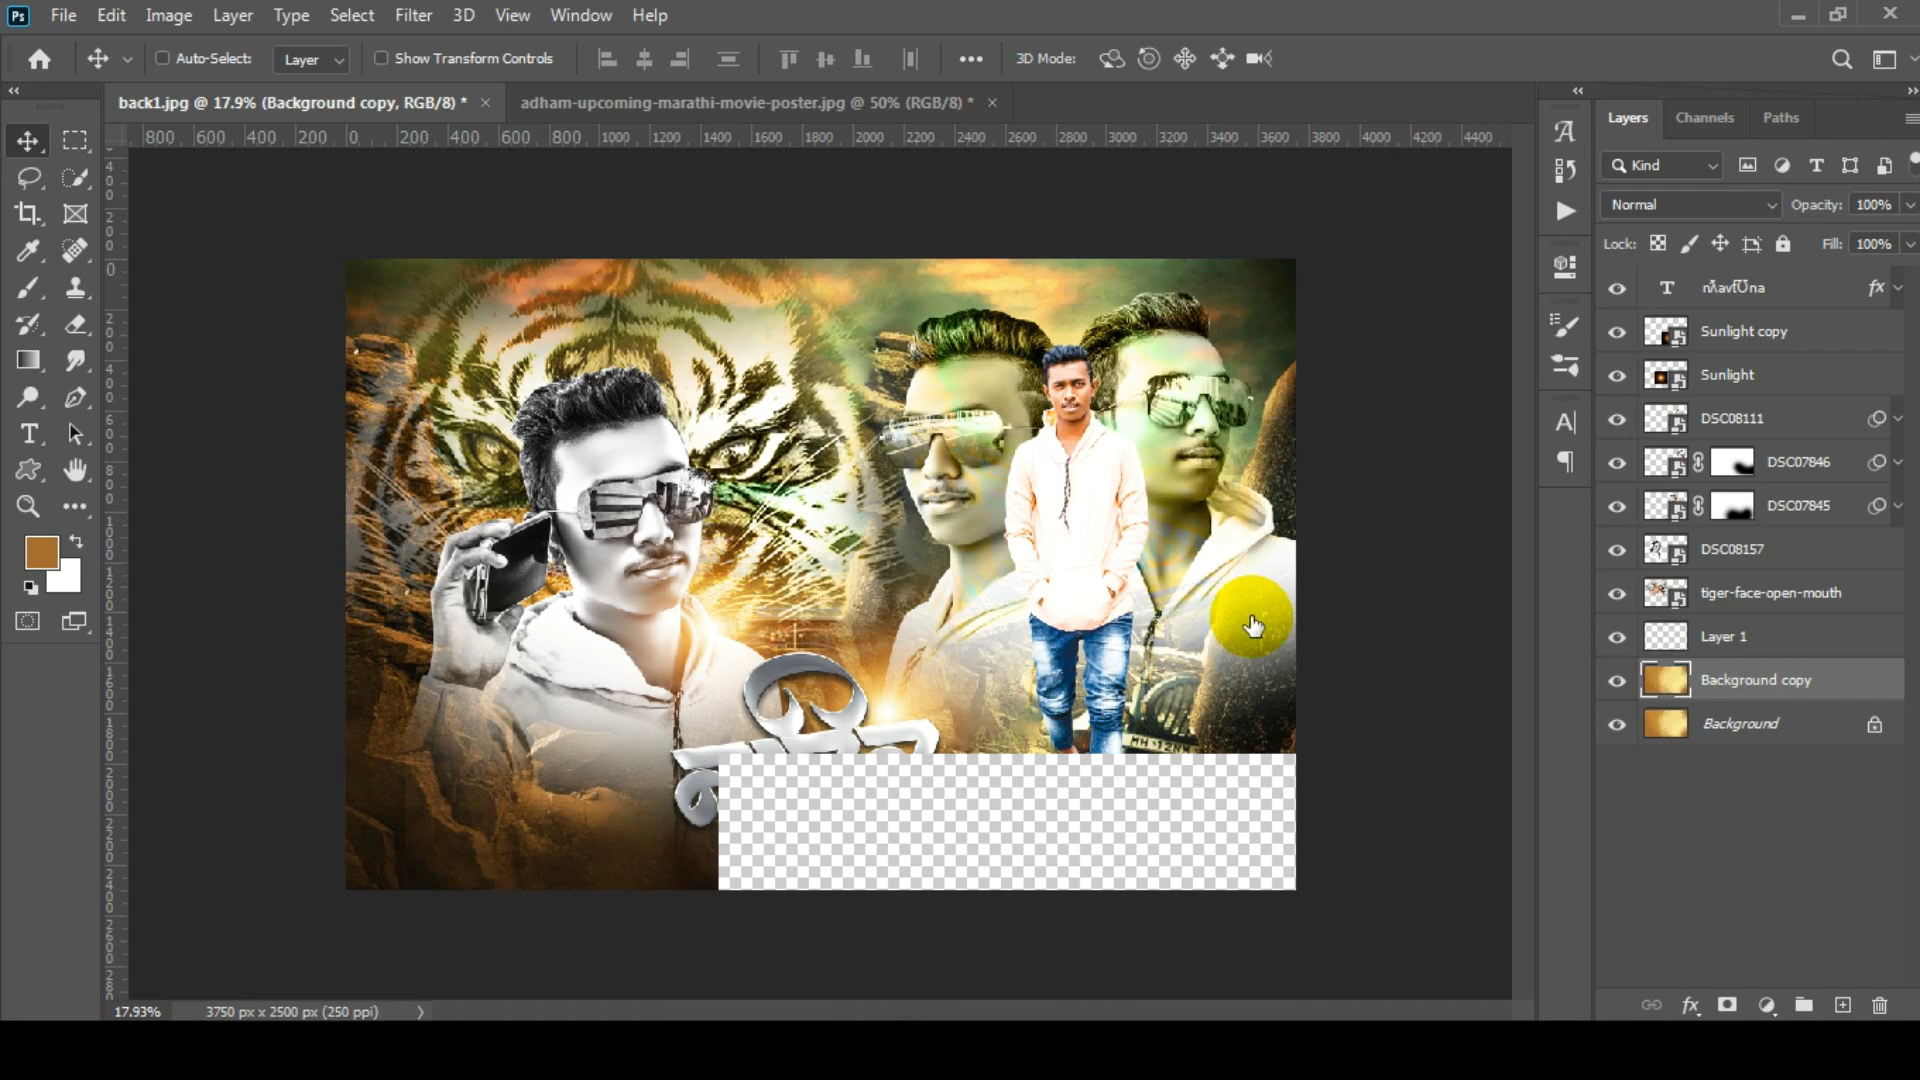 Ps File Edit Image Layer Type Select Filter 3D View Window Help
Auto-Select: Layer Show Transform Controls 3D Mode:
back1.jpg @ 17.9% (Background copy, RGB/8) * × adham-upcoming-marathi-movie-poster.jpg @ 50% (RGB/8) * ×
800 600 400 200 0 200 400 600 800 1000 1200 1400 1600 1800 2000 2200 2400 2600 2800 3000 3200 3400 3600 3800 4000 4200 4400
Layers Channels Paths
Kind
Normal Opacity: 100%
Lock: Fill: 100%
Sunlight copy
Sunlight
DSC08111
DSC07846
DSC07845
DSC08157
tiger-face-open-mouth
Layer 1
Background copy
Background
17.93% 3750 px x 2500 px (250 ppi)